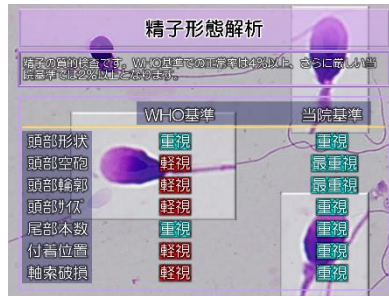 精子形態解析
精子の質的検査です。WHO基準での正常率は4%以上、さらに厳しい当
院基準では2%以上となります。
WHO基準 当院基準
頭部形状 重視 重視
頭部空砲 軽視 最重視
頭部輪郭 軽視 最重視
頭部サイズ 軽視 重視
尾部本数 重視 重視
付着位置 軽視 重視
軸索破損 軽視 重視